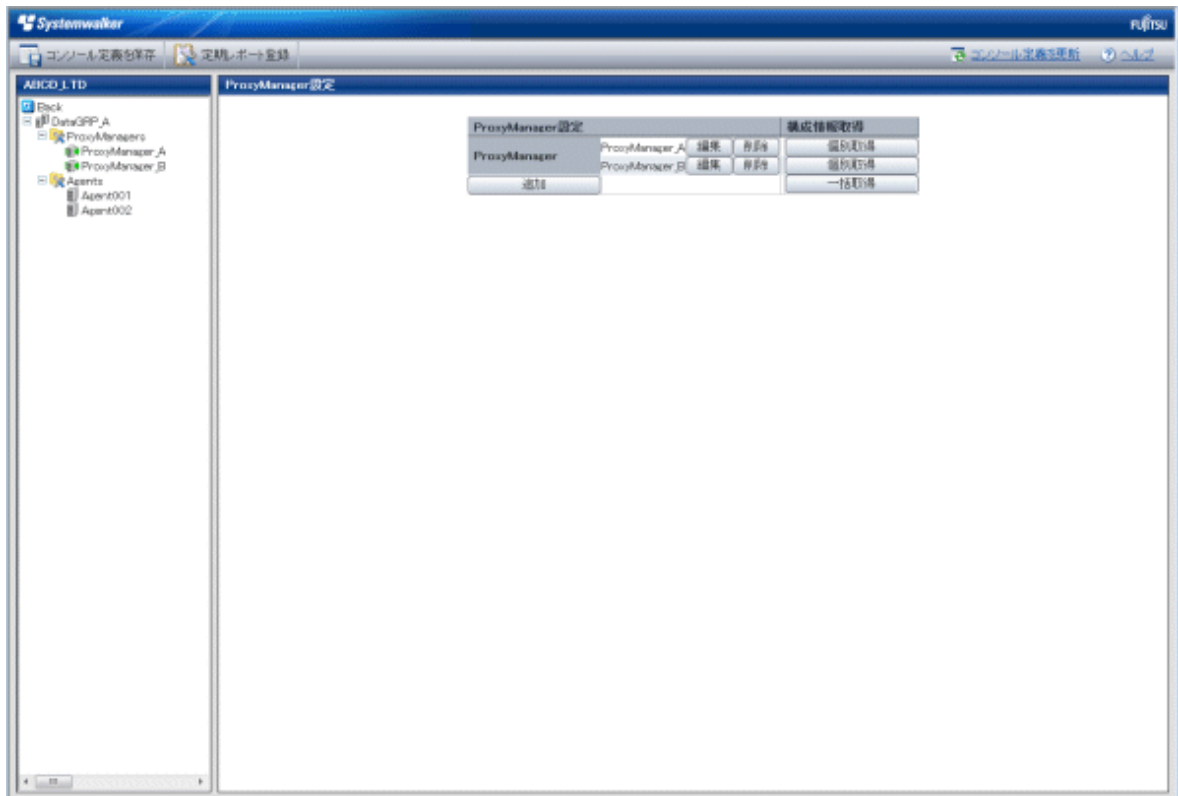 Systemwalker
FUJITSU
コンソール定義を保存 定期レポート登録 コンソール定義を更新 ヘルプ
ABCD_LTD
ProxyManager設定
Back
DataGRP_A
ProxyManagers
ProxyManager_A
ProxyManager_B
Agents
Agent001
Agent002
ProxyManager設定 構成情報取得
ProxyManager
ProxyManager_A 編集 削除 個別取得
ProxyManager_B 編集 削除 個別取得
追加 一括取得